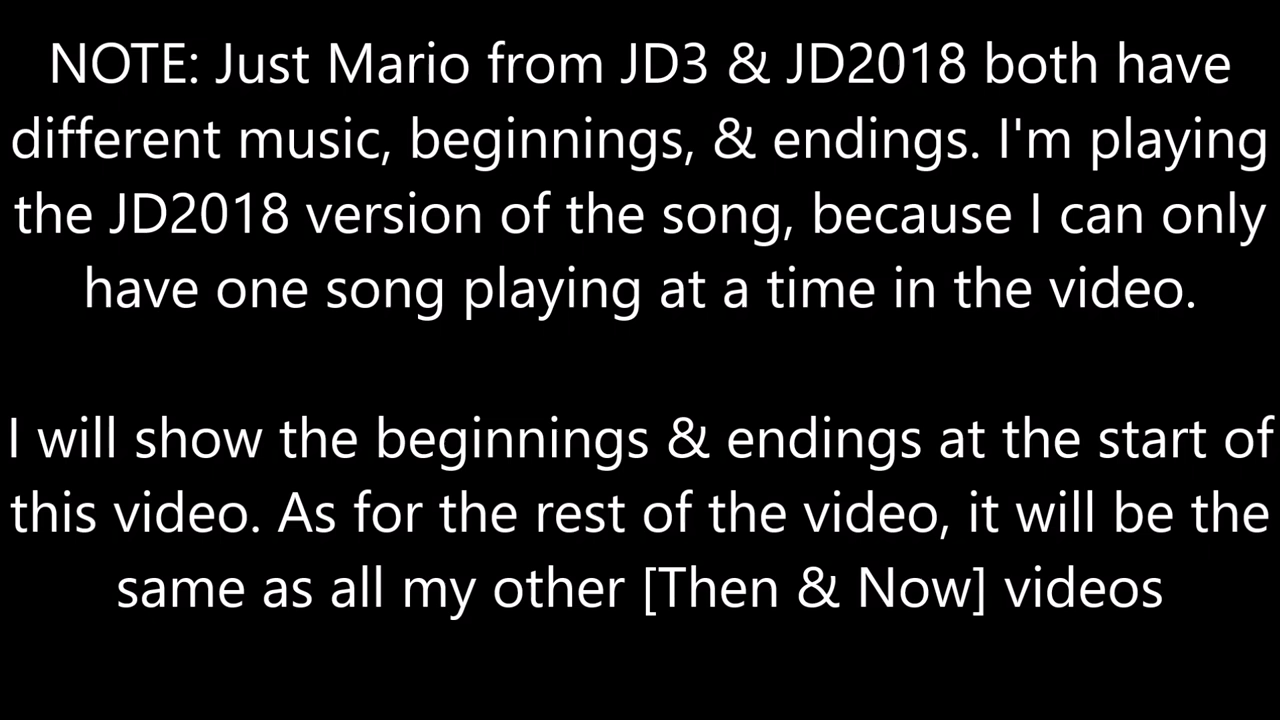 NOTE: Just Mario from JD3 & JD2018 both have
different music, beginnings, & endings. I'm playing
the JD2018 version of the song, because I can only
have one song playing at a time in the video.
I will show the beginnings & endings at the start of
this video. As for the rest of the video, it will be the
same as all my other [Then & Now] videos